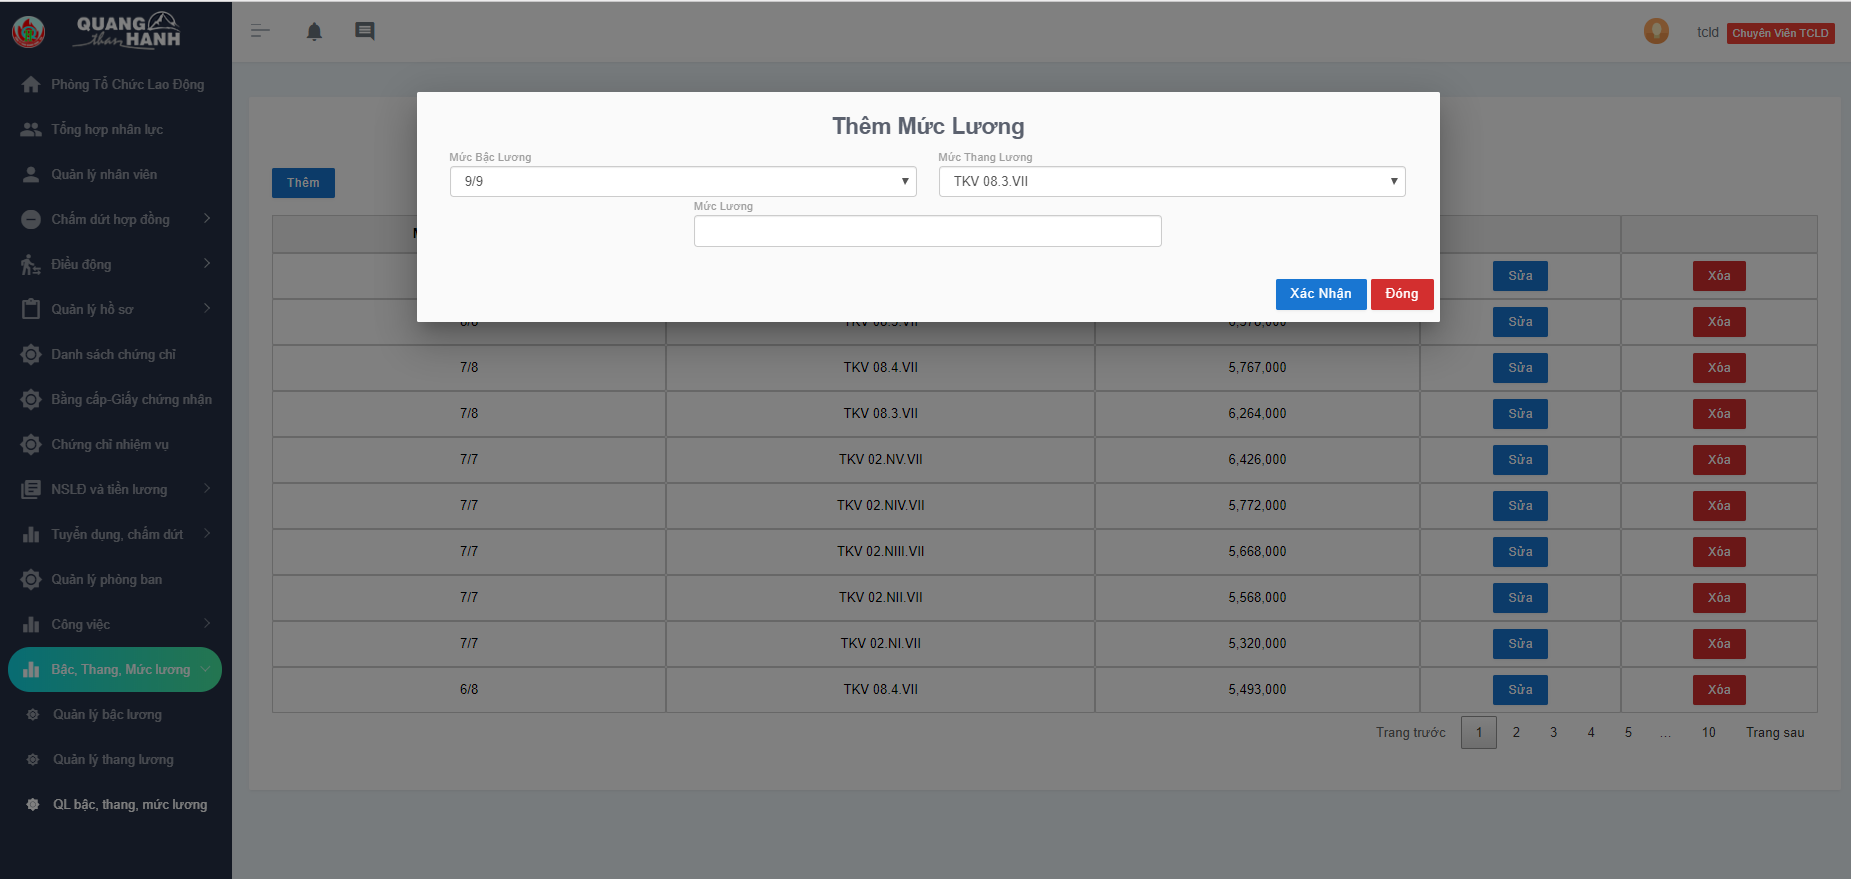 QUANG
than HANH
tcld
Chuyên Viên TCLD
Phòng Tổ Chức Lao Động
Tổng hợp nhân lực
Quản lý nhân viên
Chấm dứt hợp đồng
Điều động
Quản lý hồ sơ
Danh sách chứng chỉ
Bằng cấp-Giấy chứng nhận
Chứng chỉ nhiệm vụ
NSLĐ và tiền lương
Tuyển dụng, chấm dứt
Quản lý phòng ban
Công việc
Bậc, Thang, Mức lương
Quản lý bậc lương
Quản lý thang lương
QL bậc, thang, mức lương
Thêm Mức Lương
Mức Bậc Lương
Mức Thang Lương
9/9
TKV 08.3.VII
Mức Lương
Xác Nhận Đóng
Thêm
Sửa Xóa
Sửa Xóa
7/8 TKV 08.4.VII 5,767,000 Sửa Xóa
7/8 TKV 08.3.VII 6,264,000 Sửa Xóa
7/7 TKV 02.NV.VII 6,426,000 Sửa Xóa
7/7 TKV 02.NIV.VII 5,772,000 Sửa Xóa
7/7 TKV 02.NIII.VII 5,668,000 Sửa Xóa
7/7 TKV 02.NII.VII 5,568,000 Sửa Xóa
7/7 TKV 02.NI.VII 5,320,000 Sửa Xóa
6/8 TKV 08.4.VII 5,493,000 Sửa Xóa
Trang trước 1 2 3 4 5 ... 10 Trang sau